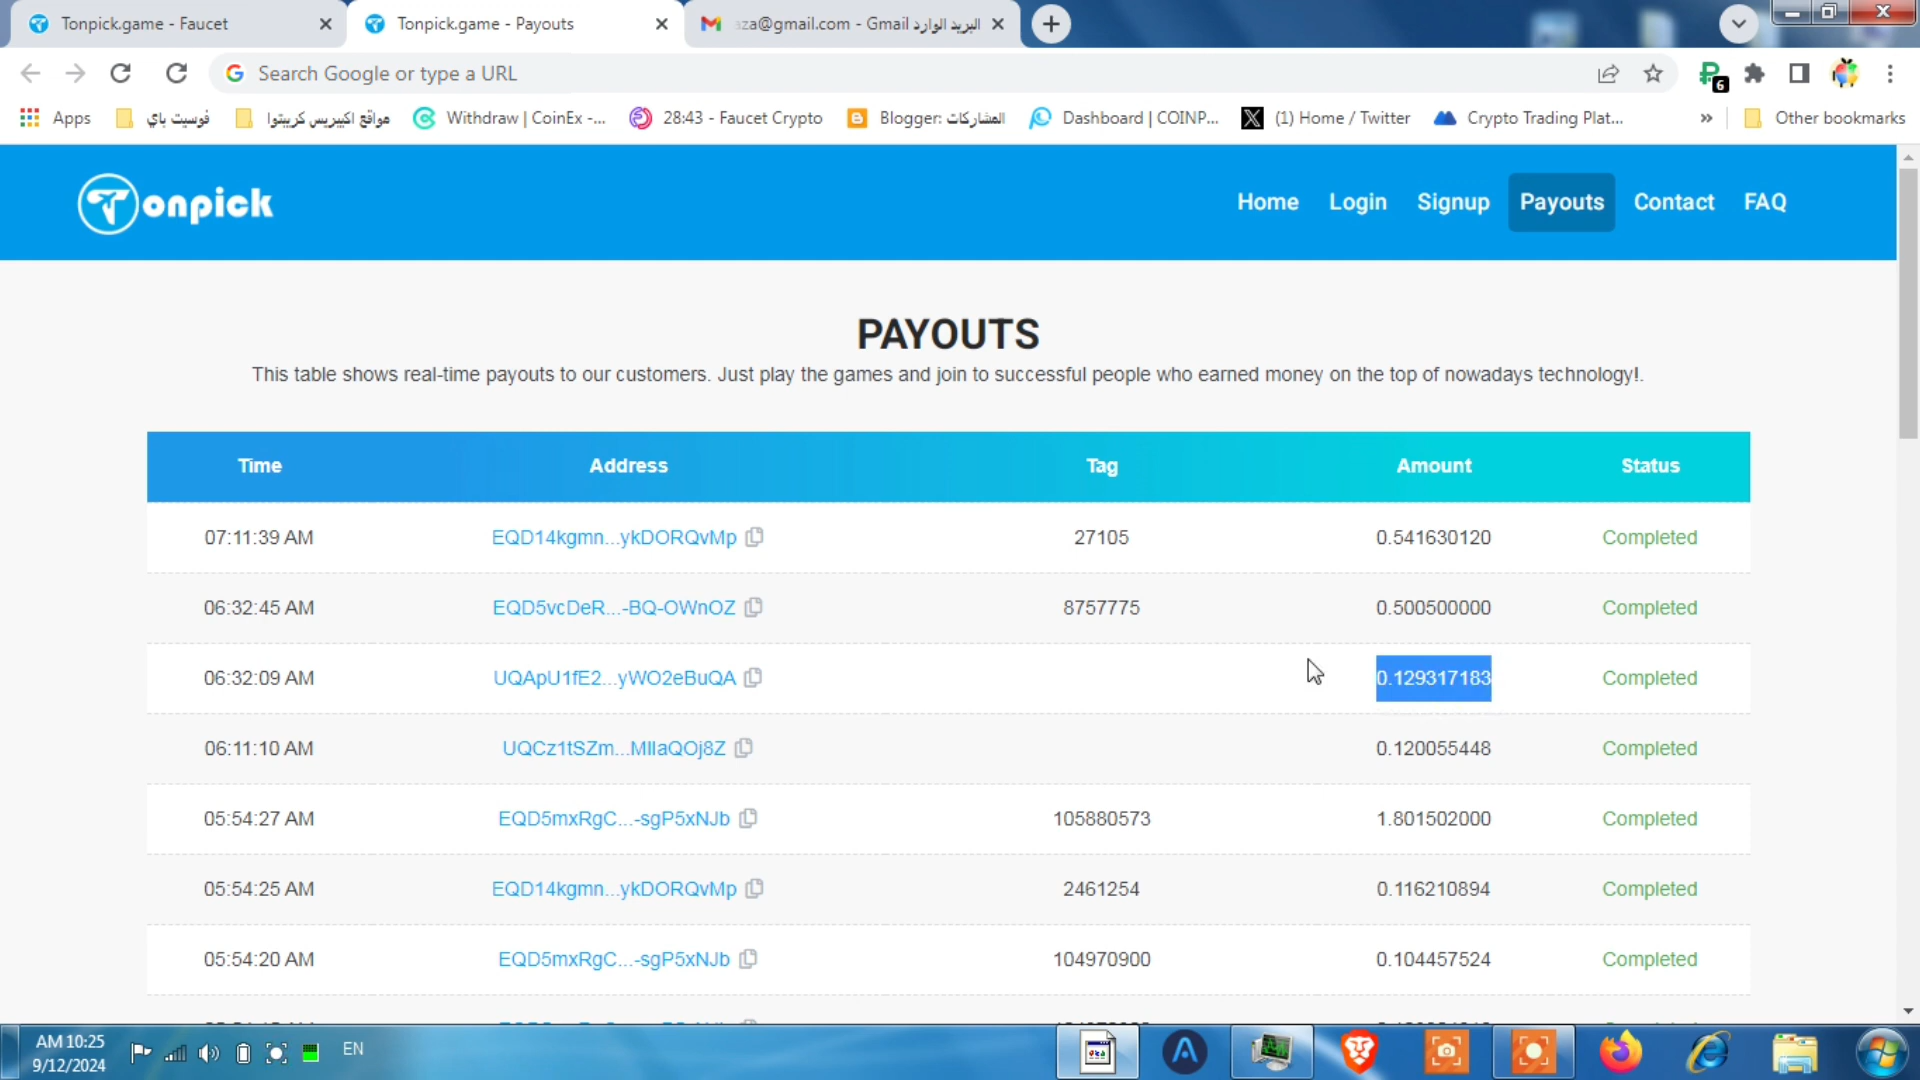 Tonpick.game - Faucet
Tonpick.game - Payouts
aza@gmail.com - Gmail البريد الوارد
Search Google or type a URL
6
Apps
فوسيت باي
مواقع اكيبريس كريبتوا
Withdraw | CoinEx -...
28:43 - Faucet Crypto
Blogger: المشاركات
Dashboard | COINP...
(1) Home / Twitter
Crypto Trading Plat...
»
Other bookmarks
Tonpick
Home
Login
Signup
Payouts
Contact
FAQ
PAYOUTS
This table shows real-time payouts to our customers. Just play the games and join to successful people who earned money on the top of nowadays technology!.
Time Address Tag Amount Status
07:11:39 AM EQD14kgmn...ykDORQvMp 27105 0.541630120 Completed
06:32:45 AM EQD5vcDeR...-BQ-OWnOZ 8757775 0.500500000 Completed
06:32:09 AM UQApU1fE2...yWO2eBuQA 0.129317183 Completed
06:11:10 AM UQCz1tSZm...MIlaQOj8Z 0.120055448 Completed
05:54:27 AM EQD5mxRgC...-sgP5xNJb 105880573 1.801502000 Completed
05:54:25 AM EQD14kgmn...ykDORQvMp 2461254 0.116210894 Completed
05:54:20 AM EQD5mxRgC...-sgP5xNJb 104970900 0.104457524 Completed
AM 10:25
9/12/2024
EN